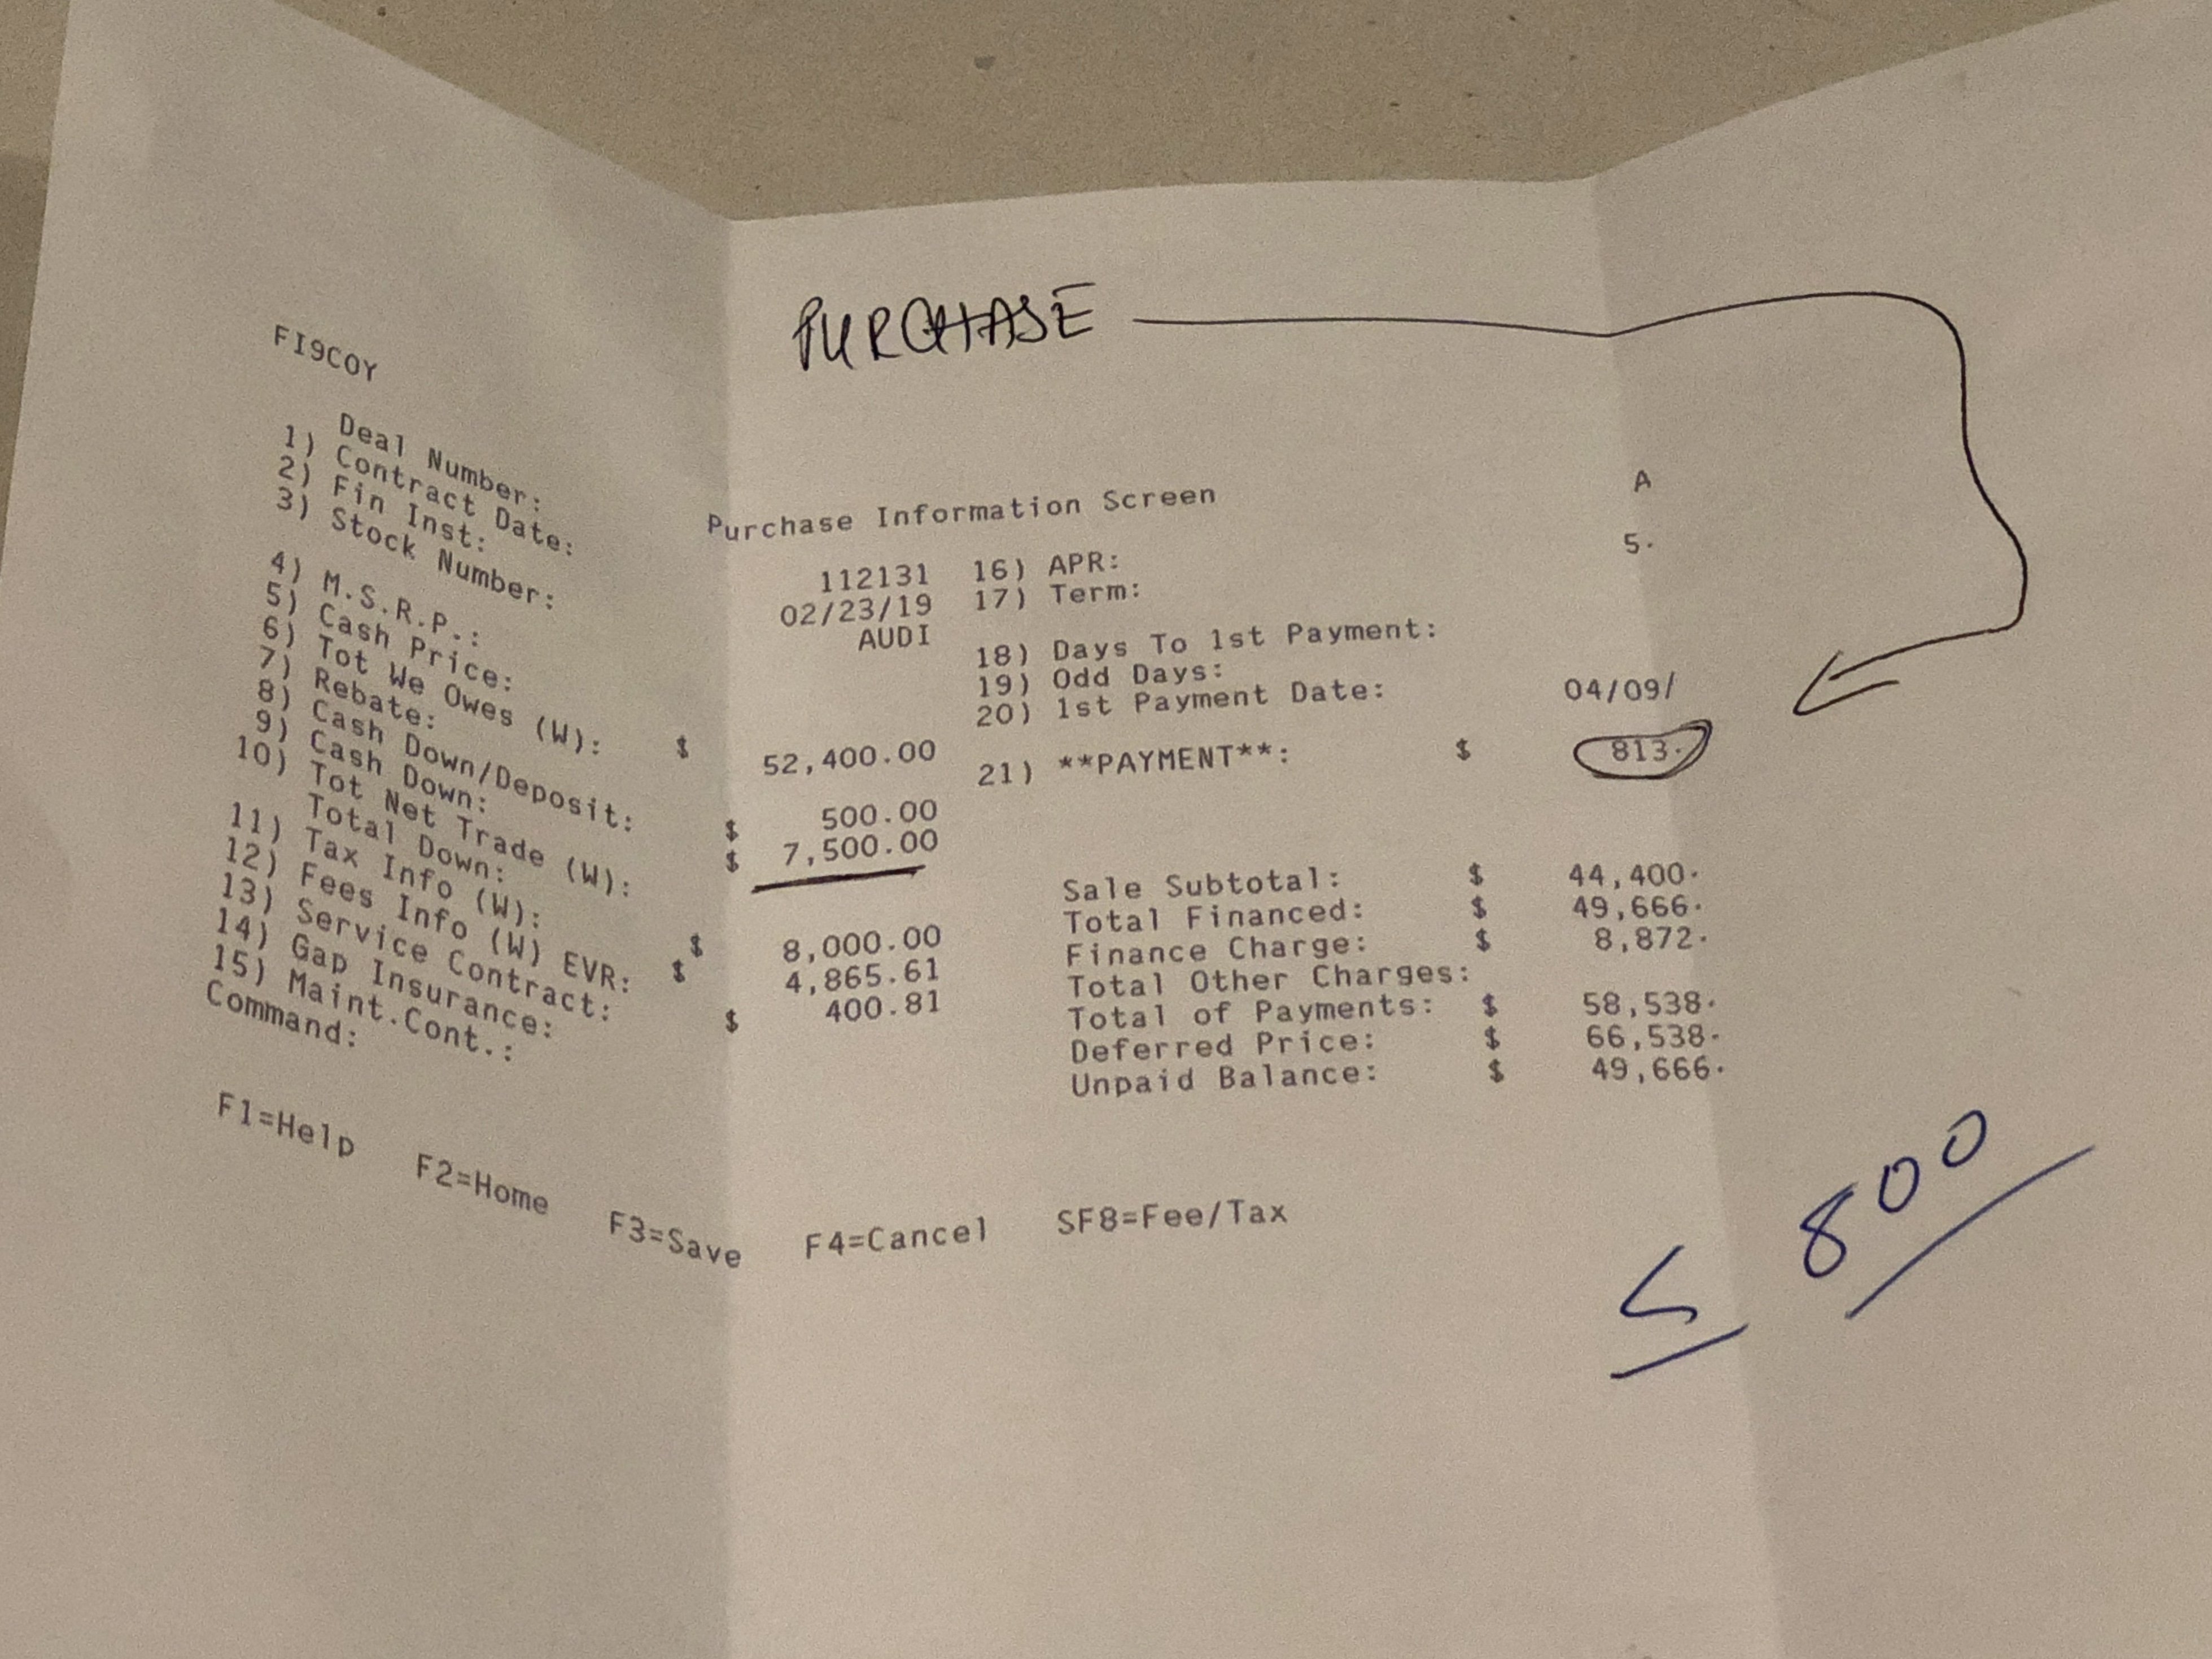 PURCHASE
FI9COY
Purchase Information Screen A
Deal Number: 112131 16) APR: 5.
1) Contract Date: 02/23/19 17) Term:
2) Fin Inst: AUDI
3) Stock Number: 18) Days To 1st Payment:
19) Odd Days:
4) M.S.R.P.: 20) 1st Payment Date: 04/09/
5) Cash Price: $ 52,400.00
6) Tot We Owes (W): 21) **PAYMENT**: $ 813.
7) Rebate:
8) Cash Down/Deposit: $ 500.00
9) Cash Down: $ 7,500.00
10) Tot Net Trade (W): Sale Subtotal: $ 44,400.
Total Down: $ 8,000.00 Total Financed: $ 49,666.
11) Tax Info (W): $ 4,865.61 Finance Charge: $ 8,872.
12) Fees Info (W) EVR: $ 400.81 Total Other Charges:
13) Service Contract: Total of Payments: $ 58,538.
14) Gap Insurance: Deferred Price: $ 66,538.
15) Maint.Cont.: Unpaid Balance: $ 49,666.
Command:
F1=Help F2=Home F3=Save F4=Cancel SF8=Fee/Tax
800